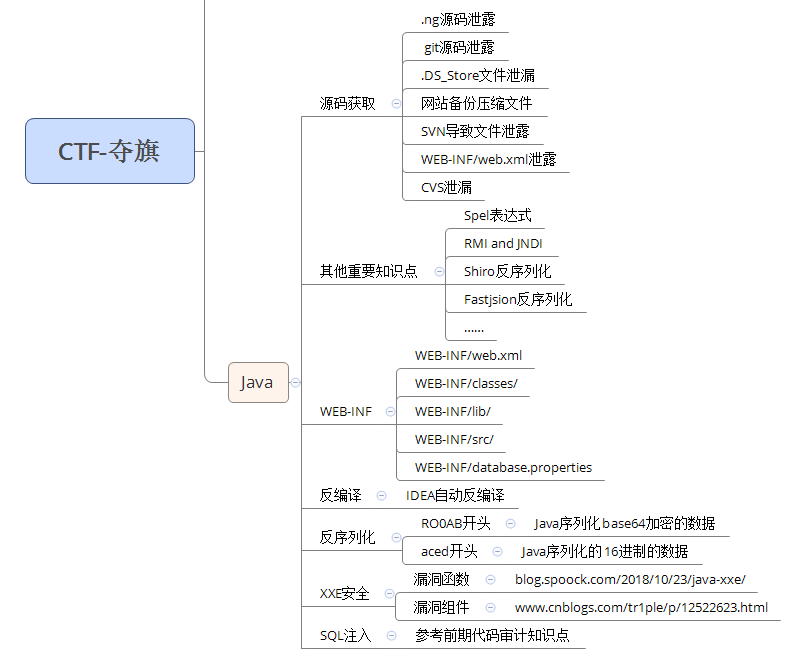 CTF-夺旗
Java
源码获取
.ng源码泄露
git源码泄露
.DS_Store文件泄漏
网站备份压缩文件
SVN导致文件泄露
WEB-INF/web.xml泄露
CVS泄漏
其他重要知识点
Spel表达式
RMI and JNDI
Shiro反序列化
Fastjsion反序列化
......
WEB-INF
WEB-INF/web.xml
WEB-INF/classes/
WEB-INF/lib/
WEB-INF/src/
WEB-INF/database.properties
反编译
IDEA自动反编译
反序列化
RO0AB开头
Java序列化base64加密的数据
aced开头
Java序列化的16进制的数据
XXE安全
漏洞函数
blog.spoock.com/2018/10/23/java-xxe/
漏洞组件
www.cnblogs.com/tr1ple/p/12522623.html
SQL注入
参考前期代码审计知识点